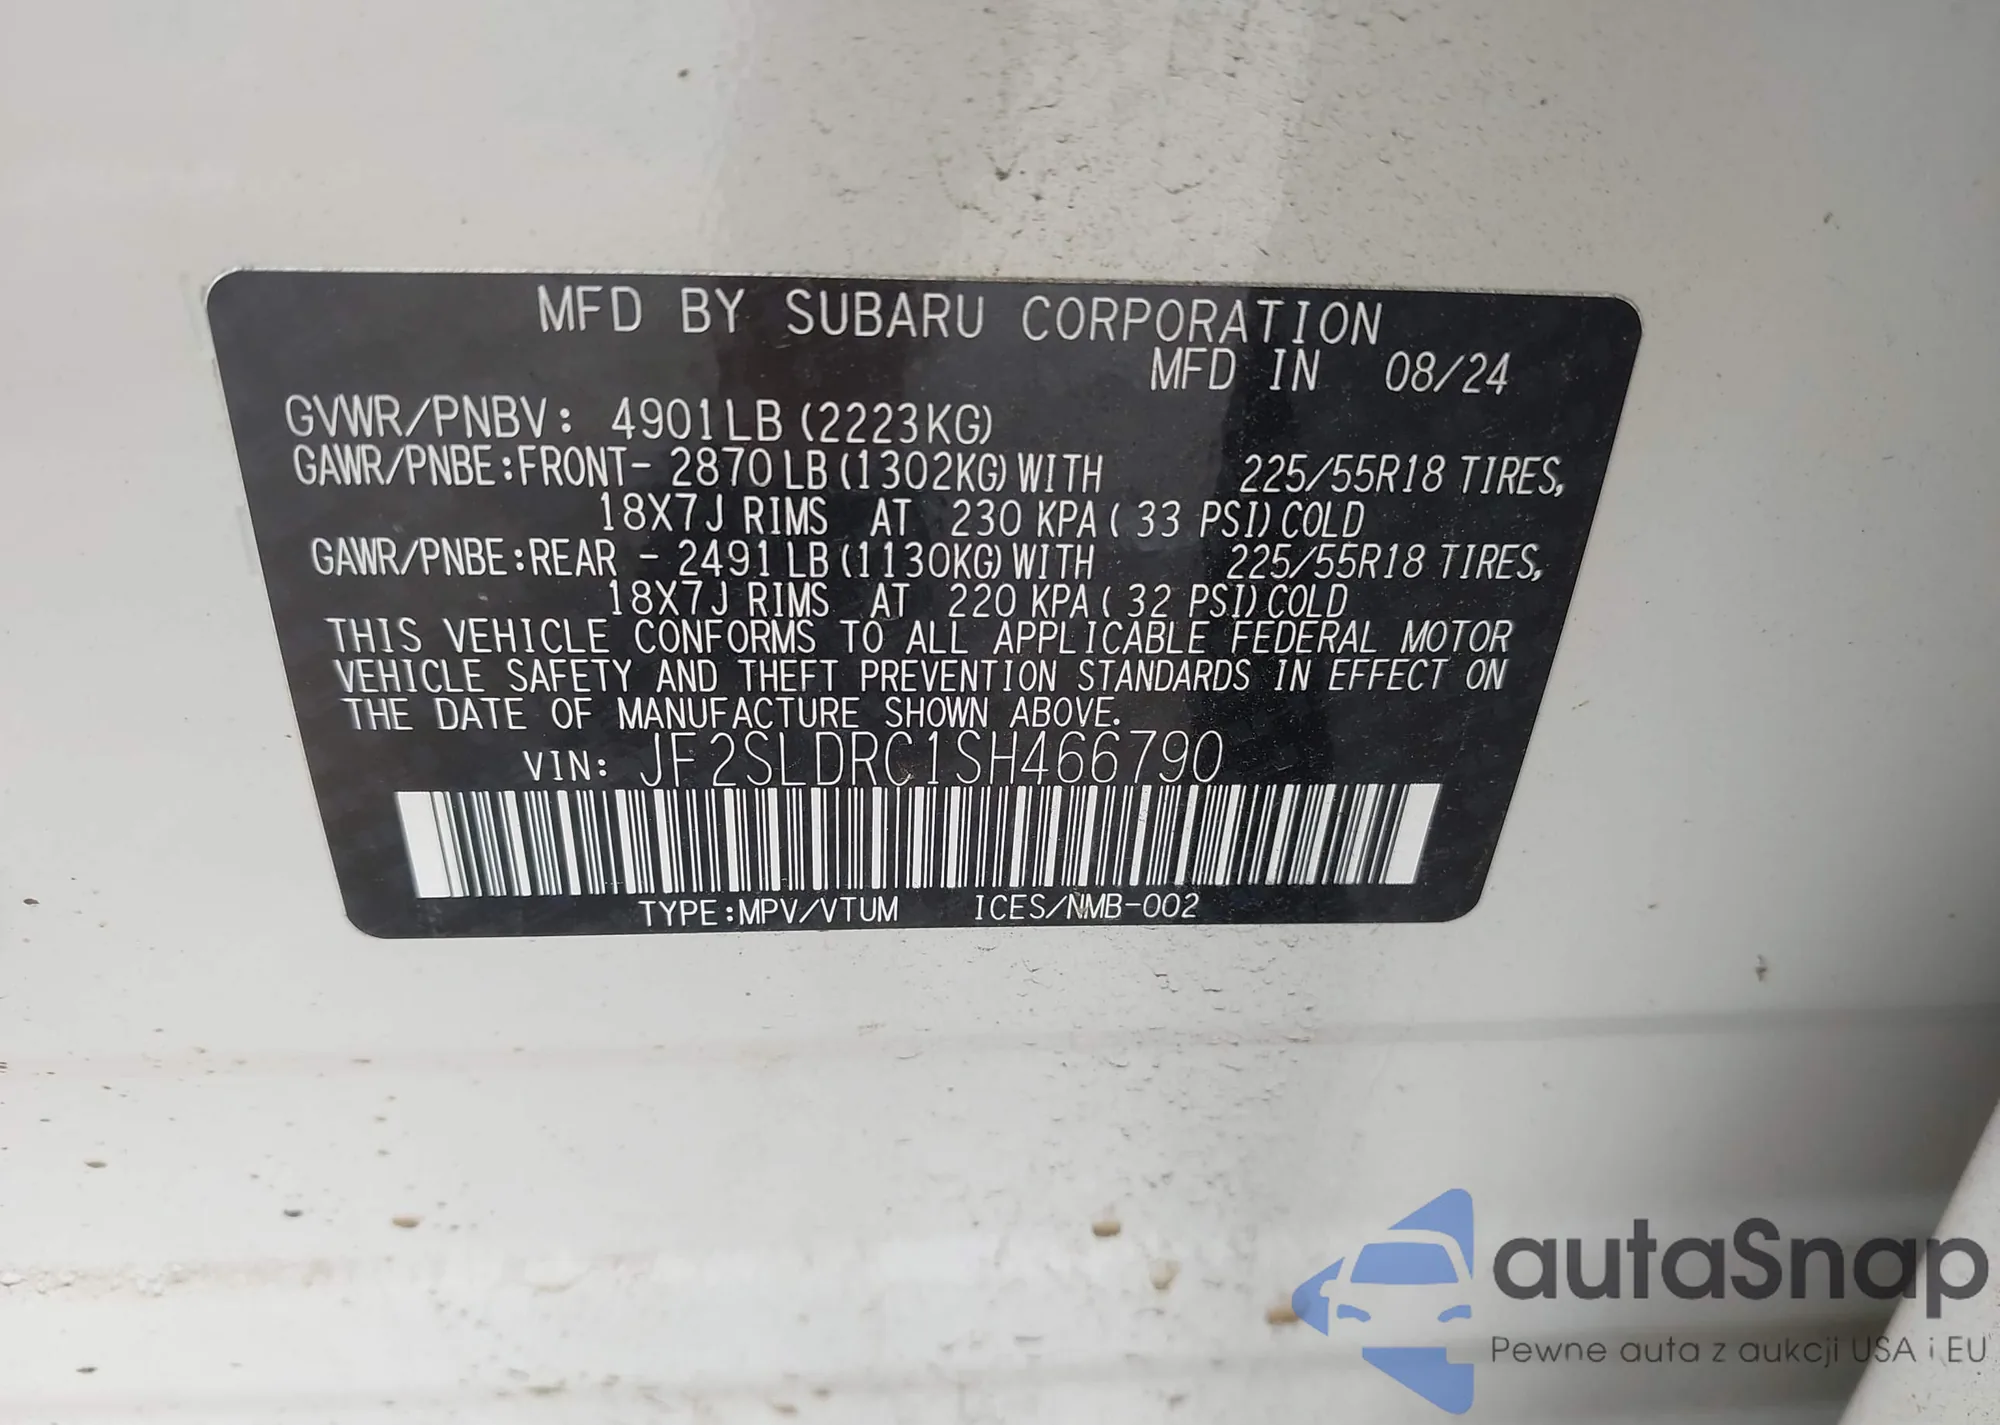 MFD BY SUBARU CORPORATION
MFD IN 08/24
GVWR/PNBV: 4901LB (2223KG)
GAWR/PNBE:FRONT- 2870LB (1302KG) WITH 225/55R18 TIRES,
18X7J RIMS AT 230 KPA ( 33 PSI) COLD
GAWR/PNBE:REAR - 2491LB (1130KG) WITH 225/55R18 TIRES,
18X7J RIMS AT 220 KPA ( 32 PSI) COLD
THIS VEHICLE CONFORMS TO ALL APPLICABLE FEDERAL MOTOR
VEHICLE SAFETY AND THEFT PREVENTION STANDARDS IN EFFECT ON
THE DATE OF MANUFACTURE SHOWN ABOVE.
VIN: JF2SLDRC1SH466790
TYPE:MPV/VTUM ICES/NMB-002
autaSnap
Pewne auta z aukcji USA i EU